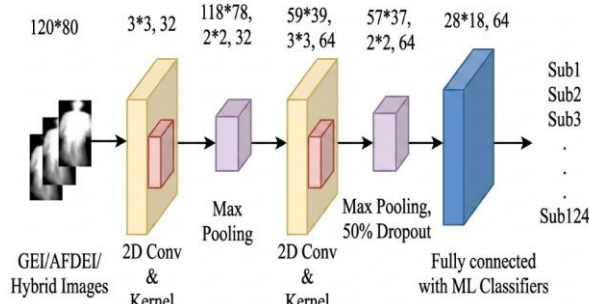 120*80
3*3, 32
118*78,
2*2, 32
59*39,
3*3, 64
57*37,
2*2, 64
28*18, 64
Sub1
Sub2
Sub3
.
.
.
Sub124
GEI/AFDEI/
Hybrid Images
2D Conv
&
Kernel
Max
Pooling
2D Conv
&
Kernel
Max Pooling,
50% Dropout
Fully connected
with ML Classifiers